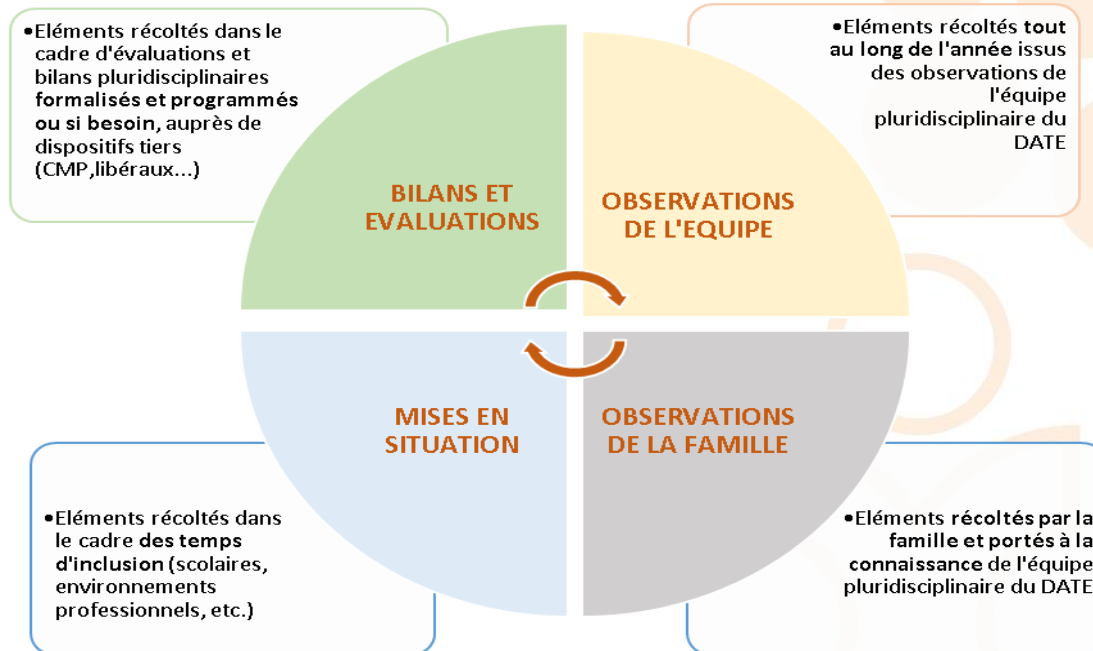 •Eléments récoltés dans le
cadre d'évaluations et
bilans pluridisciplinaires
formalisés et programmés
ou si besoin, auprès de
dispositifs tiers
(CMP,libéraux...)
•Eléments récoltés tout
au long de l'année issus
des observations de
l'équipe
pluridisciplinaire du
DATE
BILANS ET
EVALUATIONS
OBSERVATIONS
DE L'EQUIPE
MISES EN
SITUATION
OBSERVATIONS
DE LA FAMILLE
•Eléments récoltés dans
le cadre des temps
d'inclusion (scolaires,
environnements
professionnels, etc.)
•Eléments récoltés par la
famille et portés à la
connaissance de l'équipe
pluridisciplinaire du DATE